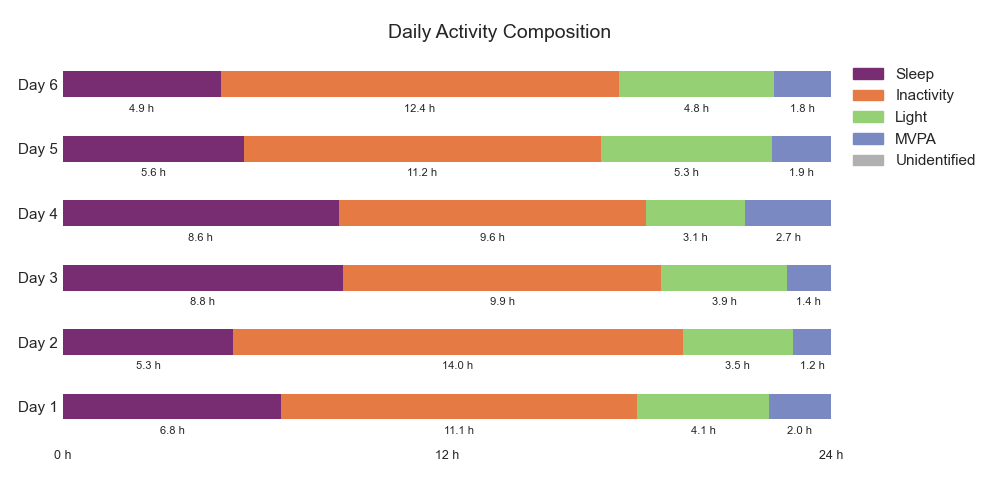 Daily Activity Composition
Day 6
4.9 h 12.4 h 4.8 h 1.8 h
Day 5
5.6 h 11.2 h 5.3 h 1.9 h
Day 4
8.6 h 9.6 h 3.1 h 2.7 h
Day 3
8.8 h 9.9 h 3.9 h 1.4 h
Day 2
5.3 h 14.0 h 3.5 h 1.2 h
Day 1
6.8 h 11.1 h 4.1 h 2.0 h
0 h 12 h 24 h
Sleep
Inactivity
Light
MVPA
Unidentified